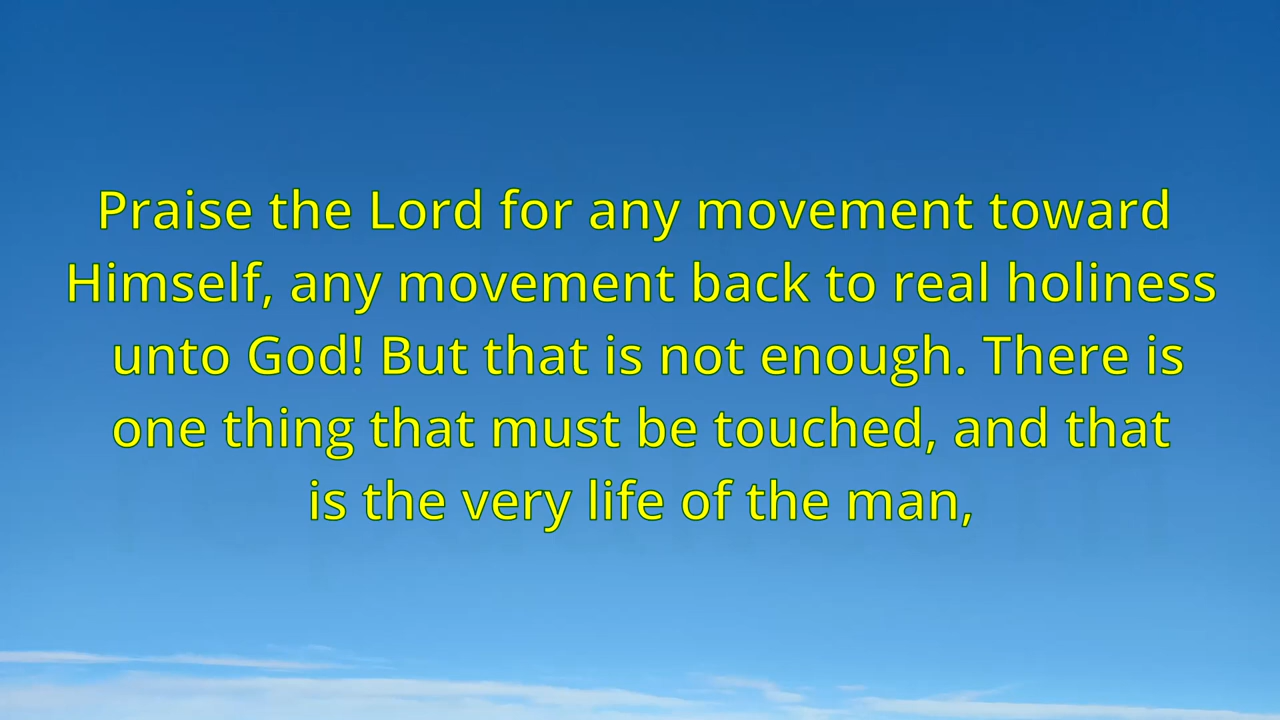 Praise the Lord for any movement toward
Himself, any movement back to real holiness
unto God! But that is not enough. There is
one thing that must be touched, and that
is the very life of the man,